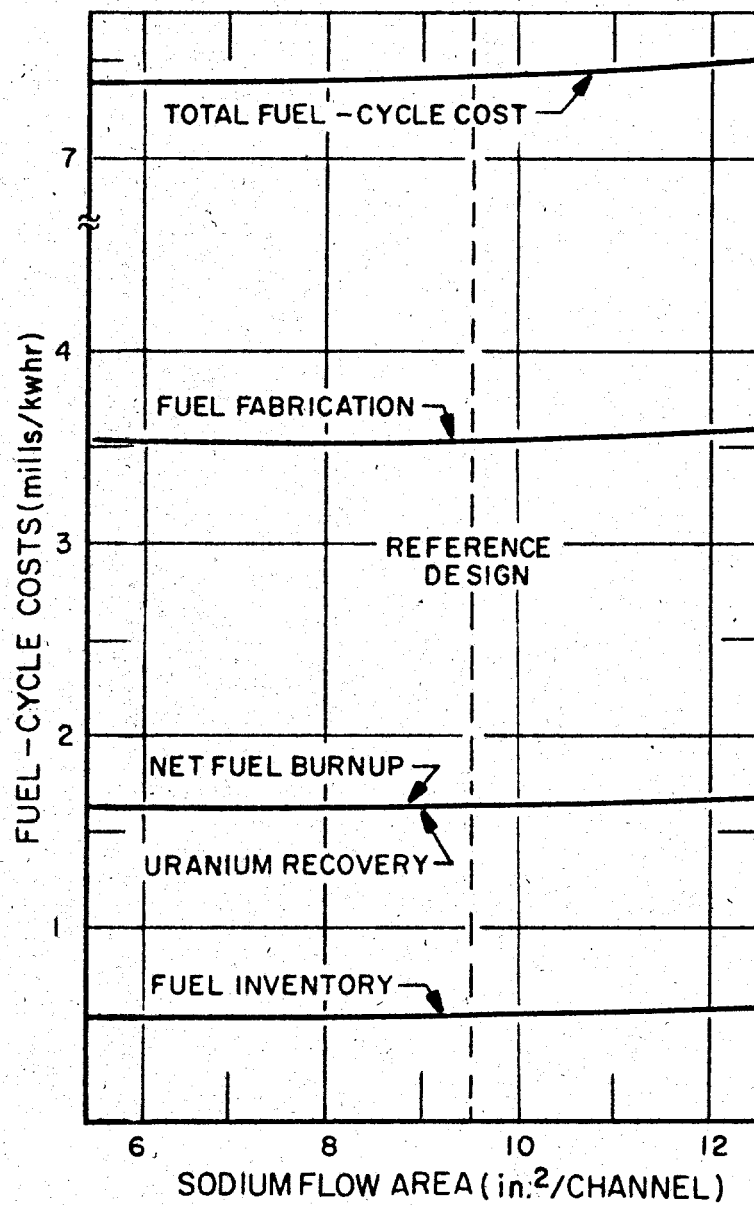 TOTAL FUEL-CYCLE COST
7
4
FUEL FABRICATION
FUEL-CYCLE COSTS (mills/kwhr)
3
REFERENCE
DESIGN
2
NET FUEL BURNUP
URANIUM RECOVERY
1
FUEL INVENTORY
6 8 10 12
SODIUM FLOW AREA (in.²/CHANNEL)